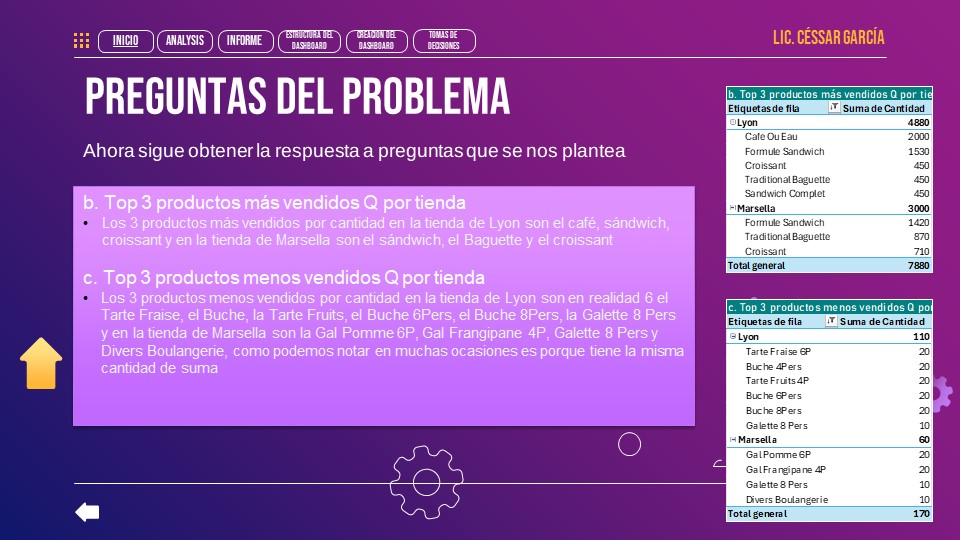 INICIO
ANALYSIS
INFORME
ESTRUCTURA DEL
DASHBOARD
CREACION DEL
DASHBOARD
TOMAS DE
DECISIONES
LIC. CÉSSAR GARCÍA
PREGUNTAS DEL PROBLEMA
Ahora sigue obtener la respuesta a preguntas que se nos plantea
b. Top 3 productos más vendidos Q por tienda
• Los 3 productos más vendidos por cantidad en la tienda de Lyon son el café, sándwich,
croissant y en la tienda de Marsella son el sándwich, el Baguette y el croissant
c. Top 3 productos menos vendidos Q por tienda
• Los 3 productos menos vendidos por cantidad en la tienda de Lyon son en realidad 6 el
Tarte Fraise, el Buche, la Tarte Fruits, el Buche 6Pers, el Buche 8Pers, la Galette 8 Pers
y en la tienda de Marsella son la Gal Pomme 6P, Gal Frangipane 4P, Galette 8 Pers y
Divers Boulangerie, como podemos notar en muchas ocasiones es porque tiene la misma
cantidad de suma
b. Top 3 productos más vendidos Q por tie
Etiquetas de fila Suma de Cantidad
Lyon 4880
Cafe Ou Eau 2000
Formule Sandwich 1530
Croissant 450
Traditional Baguette 450
Sandwich Complet 450
Marsella 3000
Formule Sandwich 1420
Traditional Baguette 870
Croissant 710
Total general 7880
c. Top 3 productos menos vendidos Q por
Etiquetas de fila Suma de Cantidad
Lyon 110
Tarte Fraise 6P 20
Buche 4Pers 20
Tarte Fruits 4P 20
Buche 6Pers 20
Buche 8Pers 20
Galette 8 Pers 10
Marsella 60
Gal Pomme 6P 20
Gal Frangipane 4P 20
Galette 8 Pers 10
Divers Boulangerie 10
Total general 170